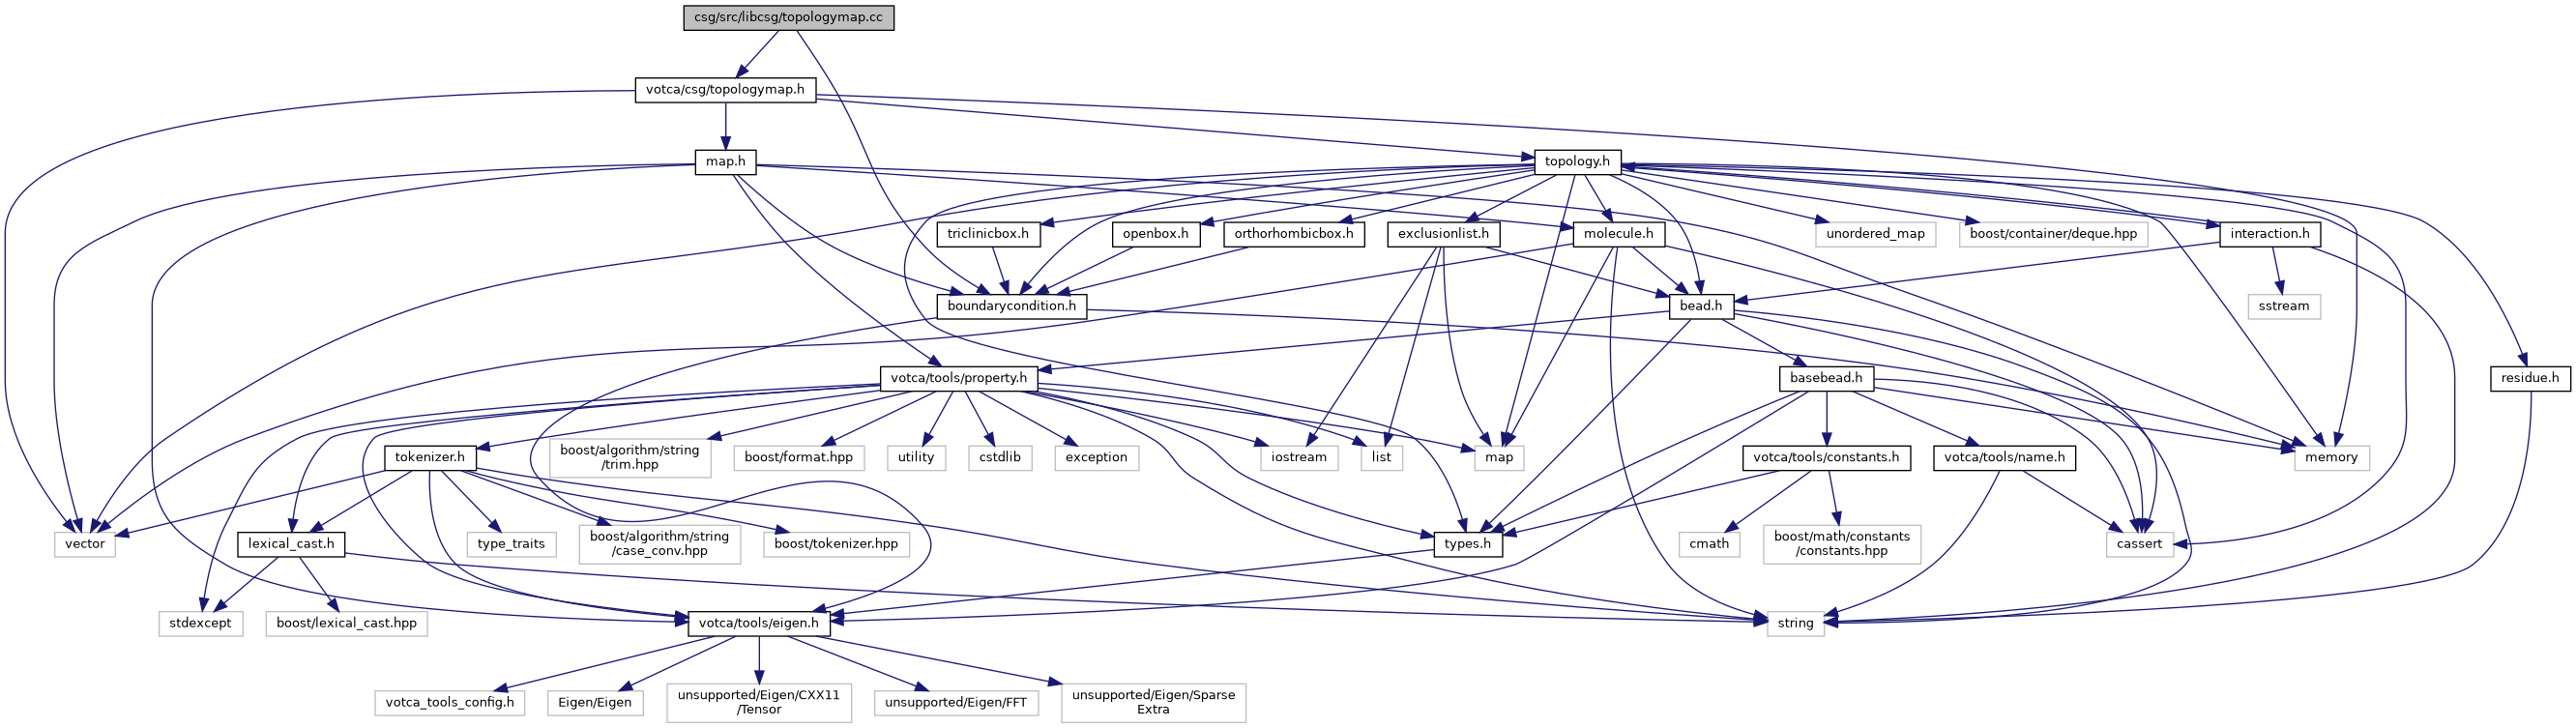 csg/src/libcsg/topologymap.cc
votca/csg/topologymap.h
map.h
topology.h
triclinicbox.h
openbox.h
orthorhombicbox.h
exclusionlist.h
molecule.h
unordered_map
boost/container/deque.hpp
interaction.h
boundarycondition.h
bead.h
sstream
votca/tools/property.h
basebead.h
residue.h
tokenizer.h
boost/algorithm/string
/trim.hpp
boost/format.hpp
utility
cstdlib
exception
iostream
list
map
votca/tools/constants.h
votca/tools/name.h
memory
vector
lexical_cast.h
type_traits
boost/algorithm/string
/case_conv.hpp
boost/tokenizer.hpp
types.h
cmath
boost/math/constants
/constants.hpp
cassert
stdexcept
boost/lexical_cast.hpp
votca/tools/eigen.h
string
votca_tools_config.h
Eigen/Eigen
unsupported/Eigen/CXX11
/Tensor
unsupported/Eigen/FFT
unsupported/Eigen/Sparse
Extra